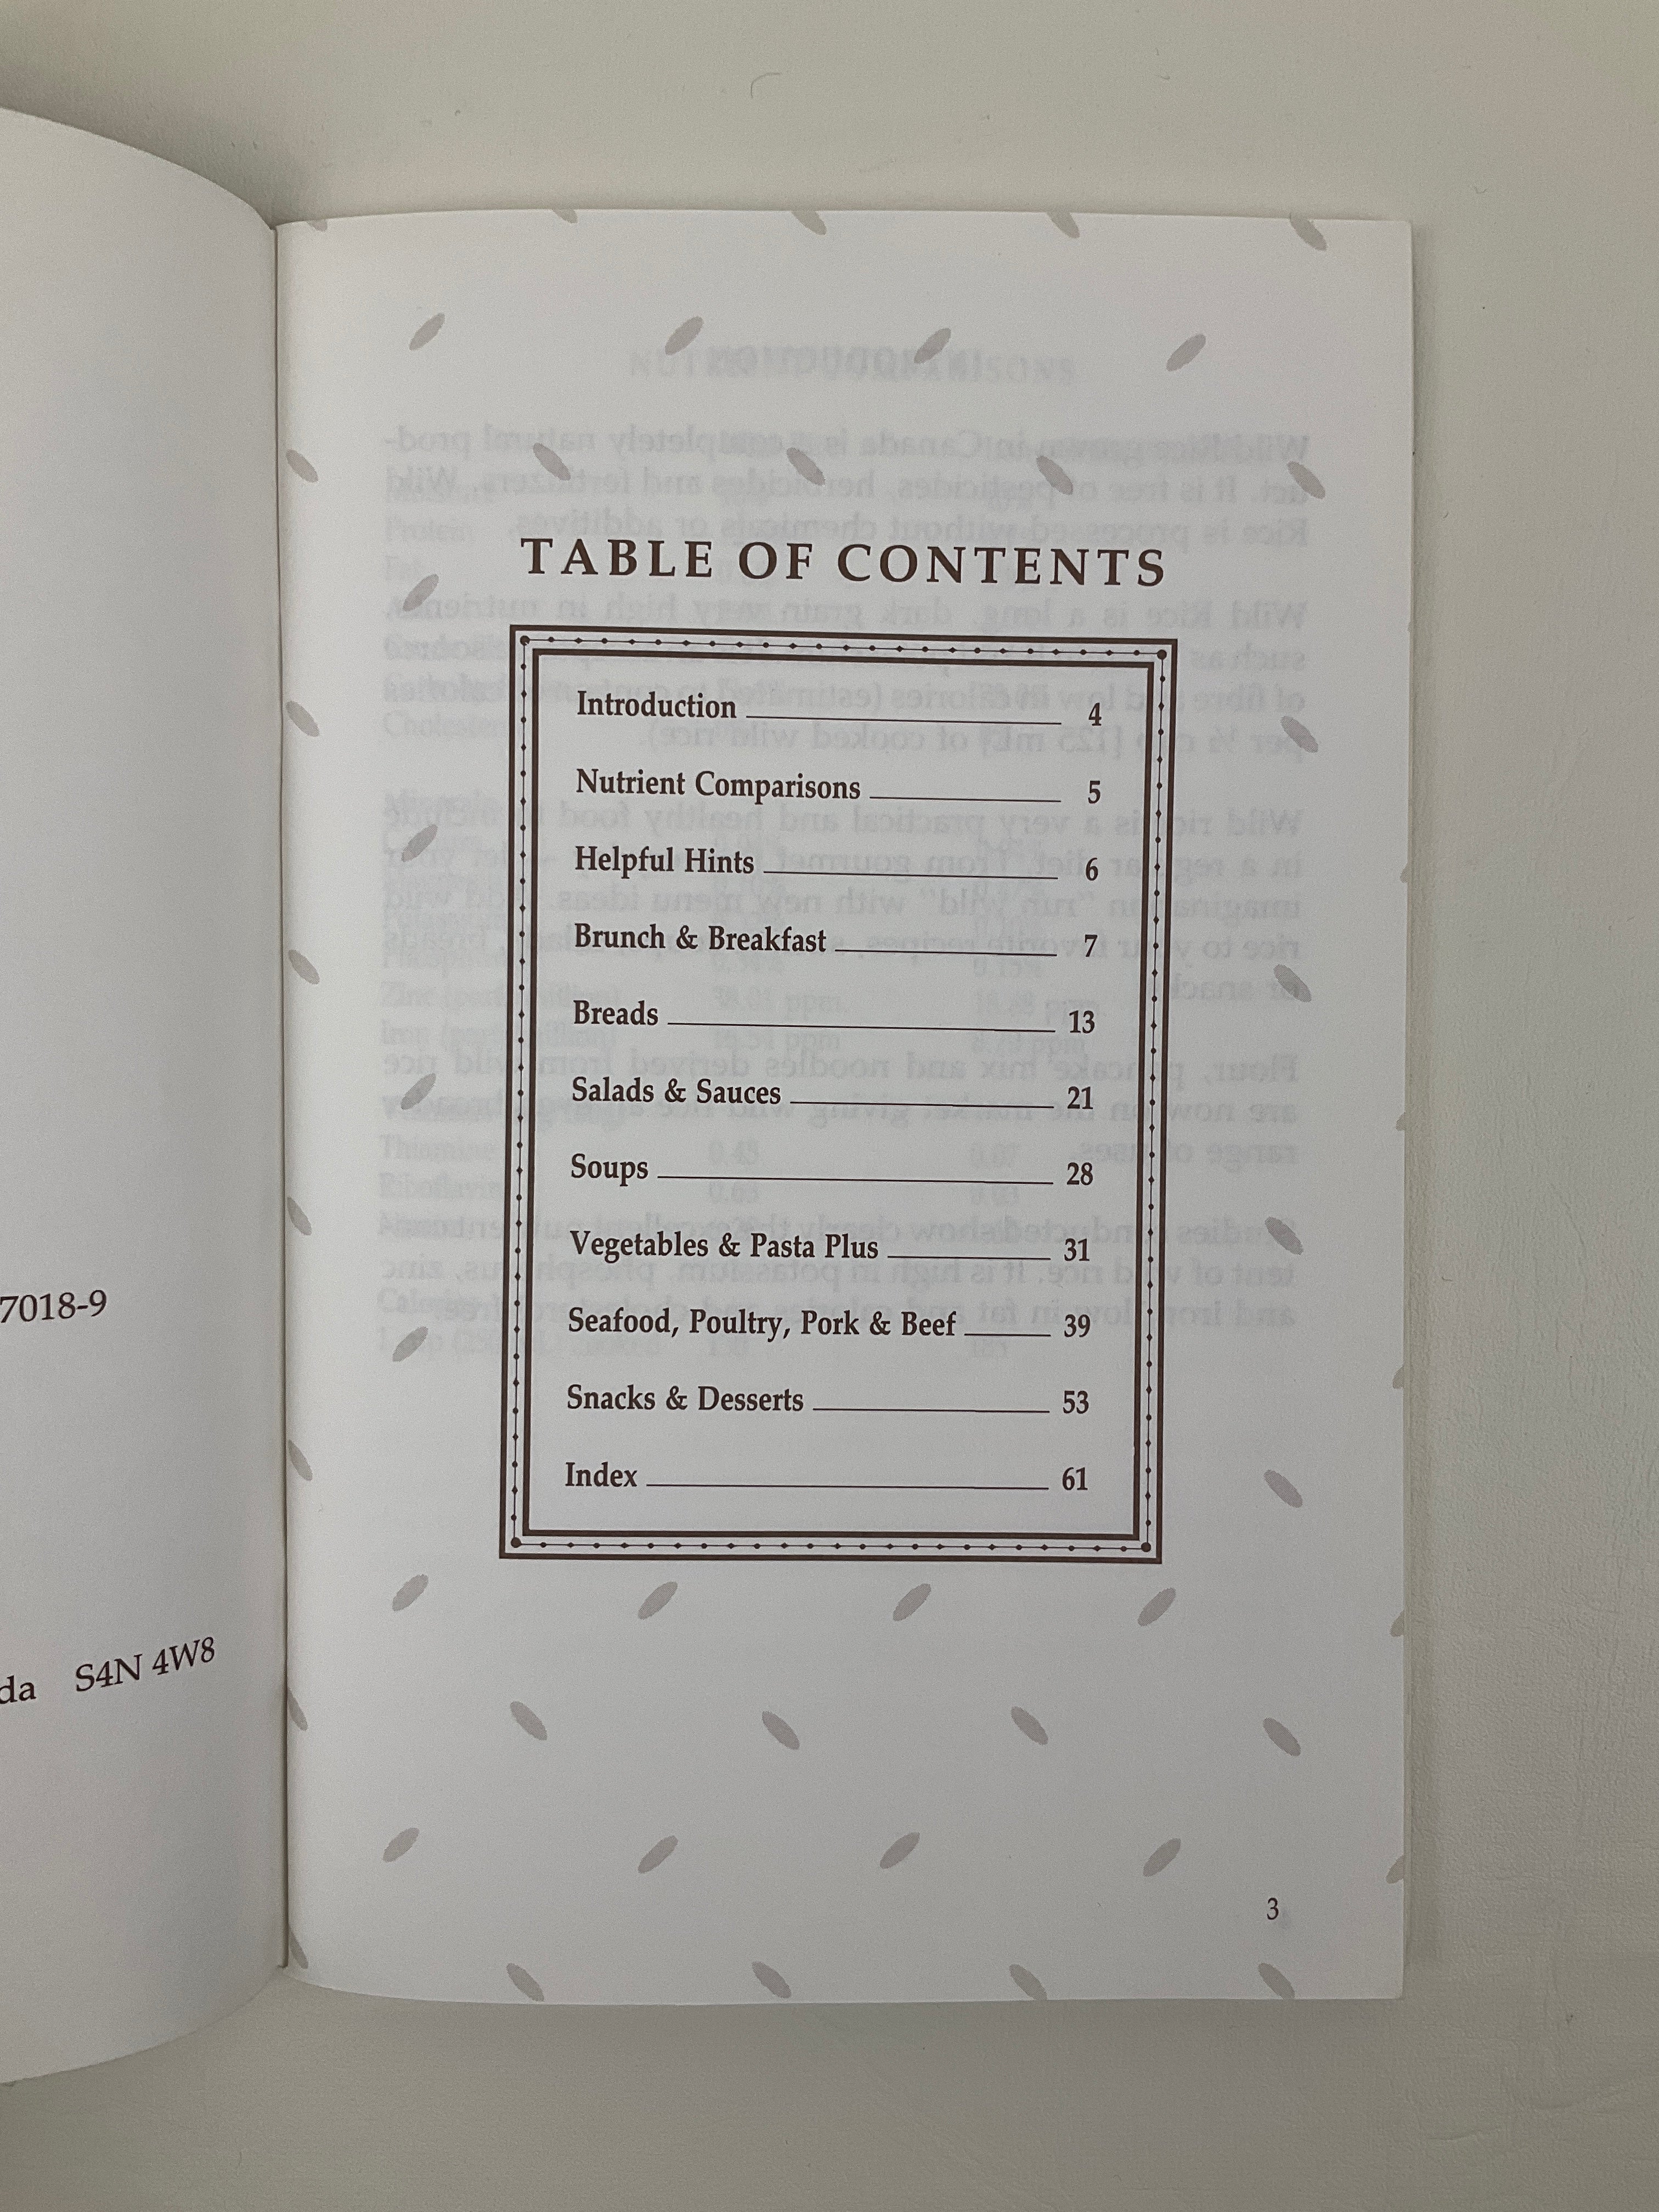 7018-9
da S4N 4W8
TABLE OF CONTENTS
Introduction 4
Nutrient Comparisons 5
Helpful Hints 6
Brunch & Breakfast 7
Breads 13
Salads & Sauces 21
Soups 28
Vegetables & Pasta Plus 31
Seafood, Poultry, Pork & Beef 39
Snacks & Desserts 53
Index 61
3